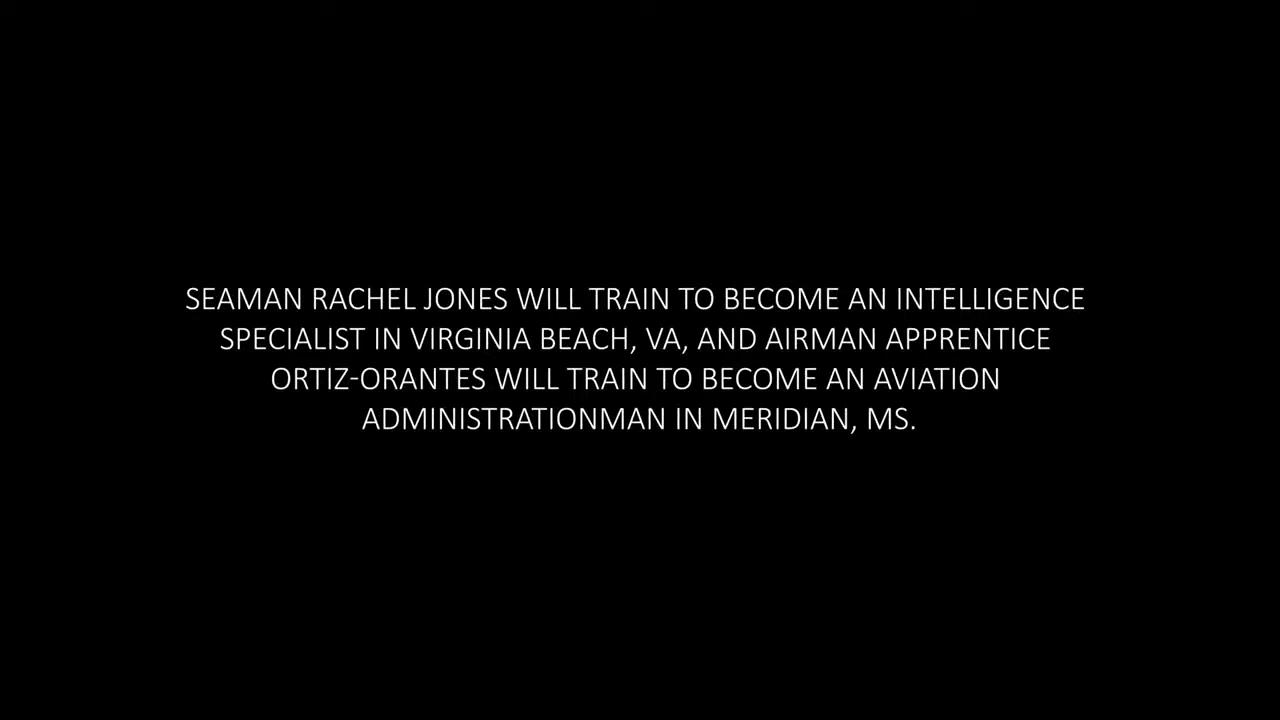 SEAMAN RACHEL JONES WILL TRAIN TO BECOME AN INTELLIGENCE
SPECIALIST IN VIRGINIA BEACH, VA, AND AIRMAN APPRENTICE
ORTIZ-ORANTES WILL TRAIN TO BECOME AN AVIATION
ADMINISTRATIONMAN IN MERIDIAN, MS.